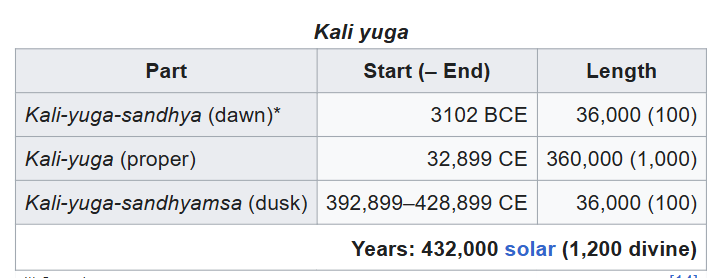 Kali yuga
Part Start (– End) Length
Kali-yuga-sandhya (dawn)* 3102 BCE 36,000 (100)
Kali-yuga (proper) 32,899 CE 360,000 (1,000)
Kali-yuga-sandhyamsa (dusk) 392,899–428,899 CE 36,000 (100)
Years: 432,000 solar (1,200 divine)